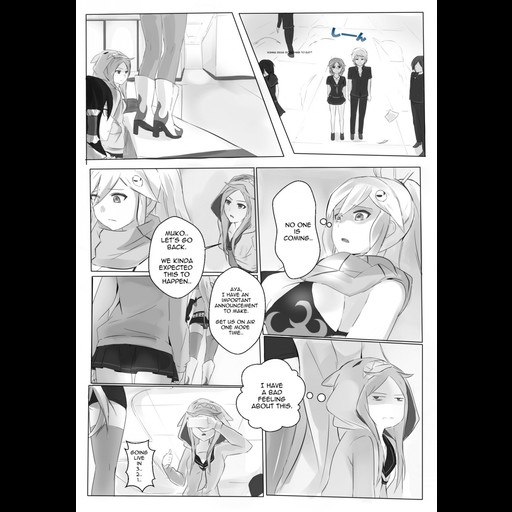 しーん
NO ONE
IS
COMING..
MUKO..
LET'S GO
BACK.
WE KINDA
EXPECTED
THIS TO
HAPPEN..
AYA,
I HAVE AN
IMPORTANT
ANNOUNCEMENT
TO MAKE.
GET US ON AIR
ONE MORE
TIME..
I HAVE
A BAD
FEELING
ABOUT THIS.
GOING
LIVE
IN
3..
2..
1..